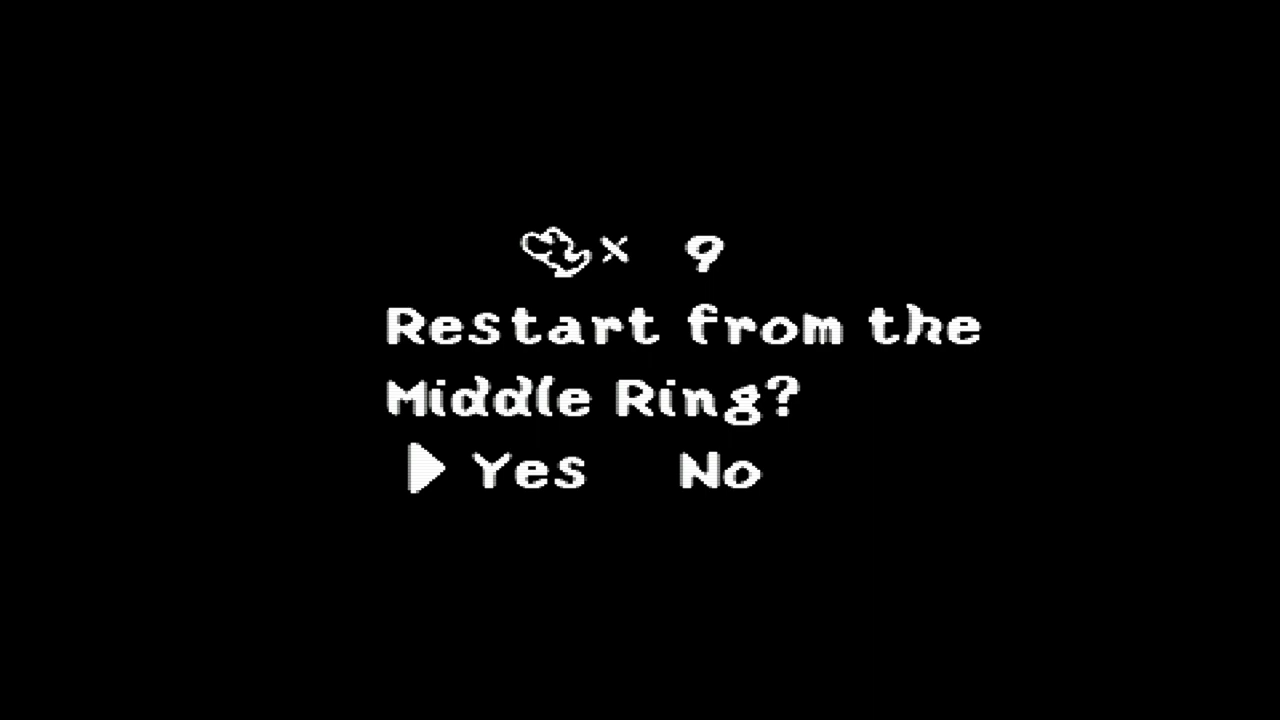 × 9
Restart from the
Middle Ring?
Yes No